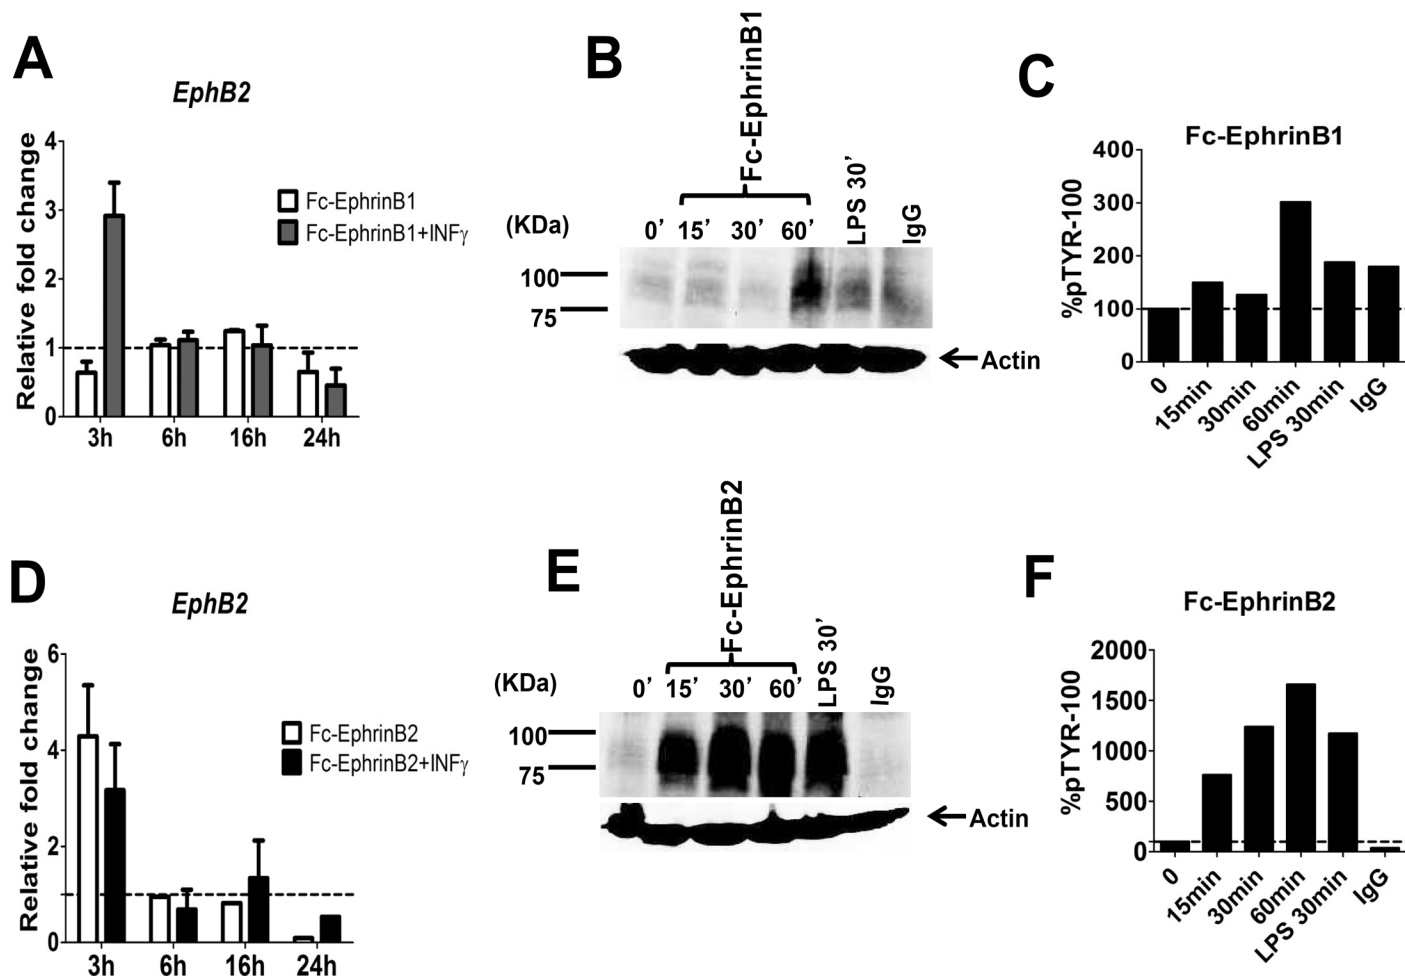 A
EphB2
Relative fold change
4
3
2
1
0
3h 6h 16h 24h
Fc-EphrinB1
Fc-EphrinB1+INFγ
B
Fc-EphrinB1
(KDa)
0’ 15’ 30’ 60’ LPS 30’ IgG
100
75
Actin
C
Fc-EphrinB1
%pTYR-100
400
300
200
100
0
0 15min 30min 60min LPS 30min IgG
D
EphB2
Relative fold change
6
4
2
0
3h 6h 16h 24h
Fc-EphrinB2
Fc-EphrinB2+INFγ
E
Fc-EphrinB2
(KDa)
0’ 15’ 30’ 60’ LPS 30’ IgG
100
75
Actin
F
Fc-EphrinB2
%pTYR-100
2000
1500
1000
500
0
0 15min 30min 60min LPS 30min IgG